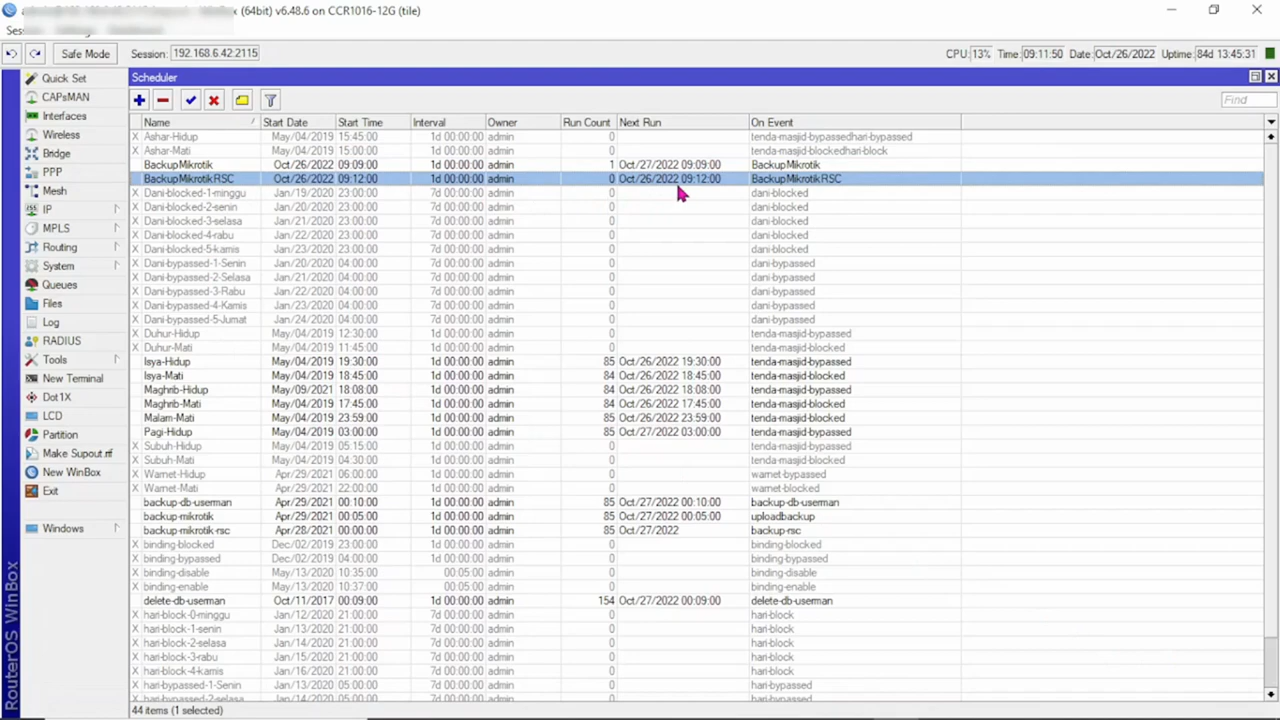 WinBox (64bit) v6.48.6 on CCR1016-12G (tile)
Safe Mode Session: 192.168.6.42:2115 CPU: 13% Time: 09:11:50 Date: Oct/26/2022 Uptime: 84d 13:45:31
Quick Set
CAPsMAN
Interfaces
Wireless
Bridge
PPP
Mesh
IP
MPLS
Routing
System
Queues
Files
Log
RADIUS
Tools
New Terminal
Dot1X
LCD
Partition
Make Supout.rif
New WinBox
Exit
Windows
RouterOS WinBox
Scheduler
Find
Name Start Date Start Time Interval Owner Run Count Next Run On Event
X Ashar-Hidup May/04/2019 15:45:00 1d 00:00:00 admin 0 tenda-masjid-bypassedhari-bypassed
X Ashar-Mati May/04/2019 15:00:00 1d 00:00:00 admin 0 tenda-masjid-blockedhari-block
BackupMikrotik Oct/26/2022 09:09:00 1d 00:00:00 admin 1 Oct/27/2022 09:09:00 BackupMikrotik
BackupMikrotikRSC Oct/26/2022 09:12:00 1d 00:00:00 admin 0 Oct/26/2022 09:12:00 BackupMikrotikRSC
X Dani-blocked-1-minggu Jan/19/2020 23:00:00 7d 00:00:00 admin 0 dani-blocked
X Dani-blocked-2-senin Jan/20/2020 23:00:00 7d 00:00:00 admin 0 dani-blocked
X Dani-blocked-3-selasa Jan/21/2020 23:00:00 7d 00:00:00 admin 0 dani-blocked
X Dani-blocked-4-rabu Jan/22/2020 23:00:00 7d 00:00:00 admin 0 dani-blocked
X Dani-blocked-5-kamis Jan/23/2020 23:00:00 7d 00:00:00 admin 0 dani-blocked
X Dani-bypassed-1-Senin Jan/20/2020 04:00:00 7d 00:00:00 admin 0 dani-bypassed
X Dani-bypassed-2-Selasa Jan/21/2020 04:00:00 7d 00:00:00 admin 0 dani-bypassed
X Dani-bypassed-3-Rabu Jan/22/2020 04:00:00 7d 00:00:00 admin 0 dani-bypassed
X Dani-bypassed-4-Kamis Jan/23/2020 04:00:00 7d 00:00:00 admin 0 dani-bypassed
X Dani-bypassed-5-Jumat Jan/24/2020 04:00:00 7d 00:00:00 admin 0 dani-bypassed
X Duhur-Hidup May/04/2019 12:30:00 1d 00:00:00 admin 0 tenda-masjid-bypassed
X Duhur-Mati May/04/2019 11:45:00 1d 00:00:00 admin 0 tenda-masjid-blocked
Isya-Hidup May/04/2019 19:30:00 1d 00:00:00 admin 85 Oct/26/2022 19:30:00 tenda-masjid-bypassed
Isya-Mati May/04/2019 18:45:00 1d 00:00:00 admin 84 Oct/26/2022 18:45:00 tenda-masjid-blocked
Maghrib-Hidup May/09/2021 18:08:00 1d 00:00:00 admin 84 Oct/26/2022 18:08:00 tenda-masjid-bypassed
Maghrib-Mati May/04/2019 17:45:00 1d 00:00:00 admin 84 Oct/26/2022 17:45:00 tenda-masjid-blocked
Malam-Mati May/04/2019 23:59:00 1d 00:00:00 admin 85 Oct/26/2022 23:59:00 tenda-masjid-blocked
Pagi-Hidup May/04/2019 03:00:00 1d 00:00:00 admin 85 Oct/27/2022 03:00:00 tenda-masjid-bypassed
X Subuh-Hidup May/04/2019 05:15:00 1d 00:00:00 admin 0 tenda-masjid-bypassed
X Subuh-Mati May/04/2019 04:30:00 1d 00:00:00 admin 0 tenda-masjid-blocked
X Warnet-Hidup Apr/29/2021 06:00:00 1d 00:00:00 admin 0 warnet-bypassed
X Warnet-Mati Apr/29/2021 22:00:00 1d 00:00:00 admin 0 warnet-blocked
backup-db-userman Apr/29/2021 00:10:00 1d 00:00:00 admin 85 Oct/27/2022 00:10:00 backup-db-userman
backup-mikrotik Apr/29/2021 00:05:00 1d 00:00:00 admin 85 Oct/27/2022 00:05:00 uploadbackup
backup-mikrotik-rsc Apr/28/2021 00:00:00 1d 00:00:00 admin 85 Oct/27/2022 backup-rsc
X binding-blocked Dec/02/2019 23:00:00 1d 00:00:00 admin 0 binding-blocked
X binding-bypassed Dec/02/2019 04:00:00 1d 00:00:00 admin 0 binding-bypassed
X binding-disable May/13/2020 10:35:00 00:05:00 admin 0 binding-disable
X binding-enable May/13/2020 10:37:00 00:05:00 admin 0 binding-enable
delete-db-userman Oct/11/2017 00:09:00 1d 00:00:00 admin 154 Oct/27/2022 00:09:00 delete-db-userman
X hari-block-0-minggu Jan/12/2020 21:00:00 7d 00:00:00 admin 0 hari-block
X hari-block-1-senin Jan/13/2020 21:00:00 7d 00:00:00 admin 0 hari-block
X hari-block-2-selasa Jan/14/2020 21:00:00 7d 00:00:00 admin 0 hari-block
X hari-block-3-rabu Jan/15/2020 21:00:00 7d 00:00:00 admin 0 hari-block
X hari-block-4-kamis Jan/16/2020 21:00:00 7d 00:00:00 admin 0 hari-block
X hari-bypassed-1-Senin Jan/13/2020 05:00:00 7d 00:00:00 admin 0 hari-bypassed
X hari-bypassed-2-selasa Jan/14/2020 05:00:00 7d 00:00:00 admin 0 hari-bypassed
44 items (1 selected)